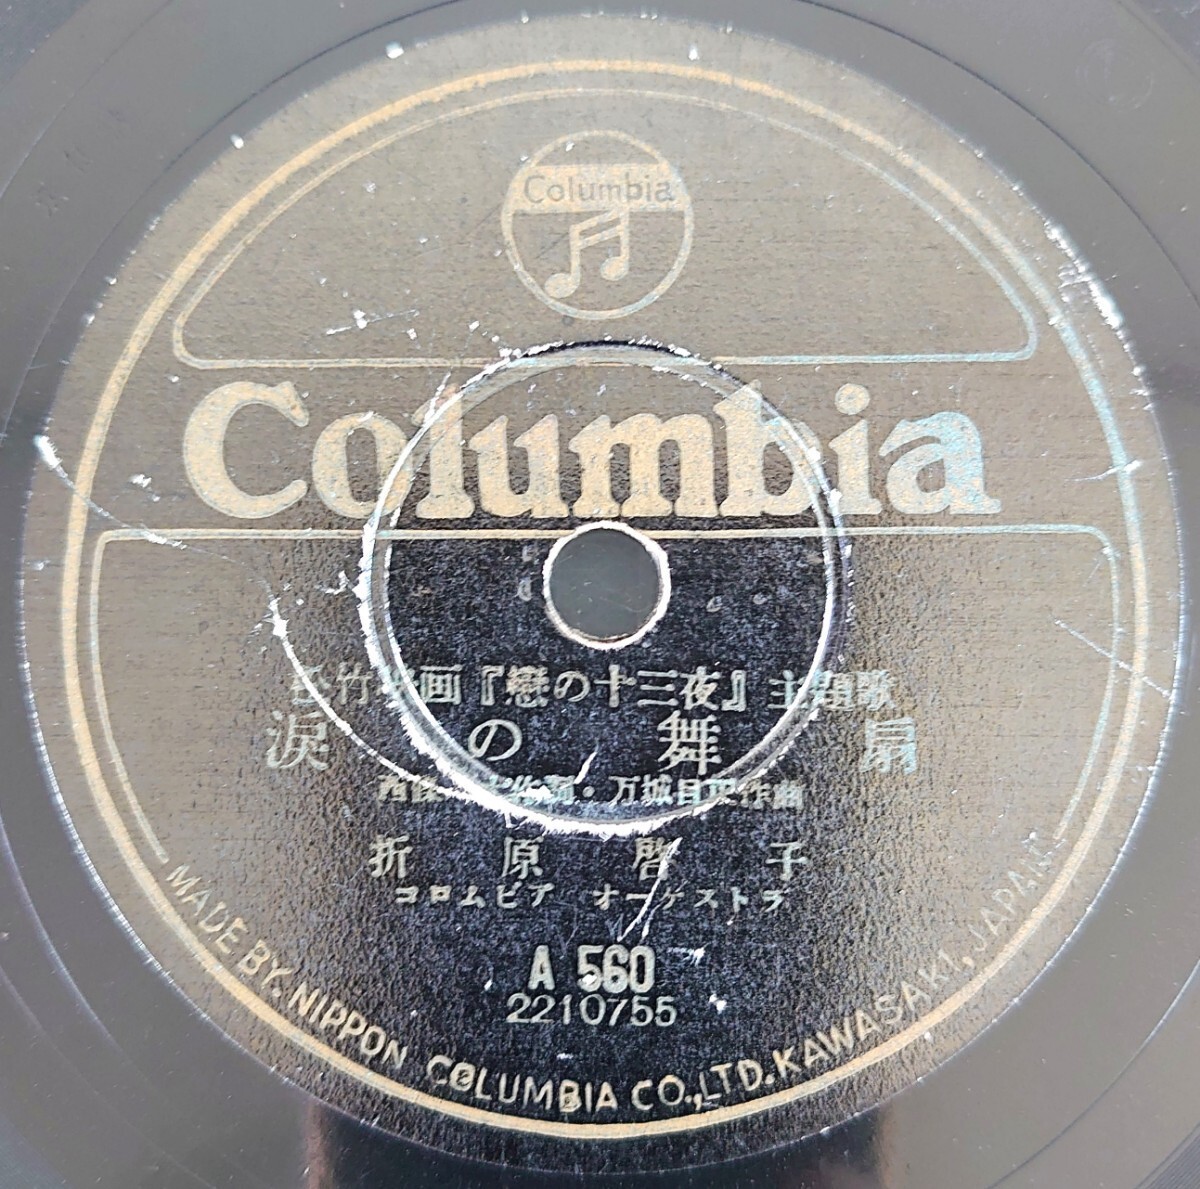 Columbia
Columbia
松竹映画『戀の十三夜』主題歌
涙の舞扇
作詞・万城目正作曲
折原啓子
コロムビア オーケストラ
A 560
2210755
MADE BY. NIPPON COLUMBIA CO.,LTD. KAWASAKI, JAPAN.